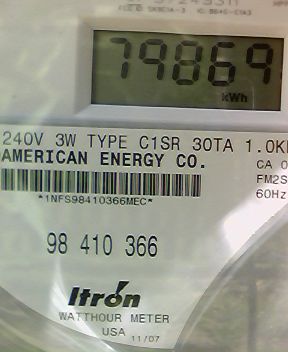 79869
kWh
240V 3W TYPE C1SR 30TA 1.0K
AMERICAN ENERGY CO.
CA 0
FM2S
60Hz
*1NFS98410366MEC*
98 410 366
Itron
WATTHOUR METER
USA 11/07